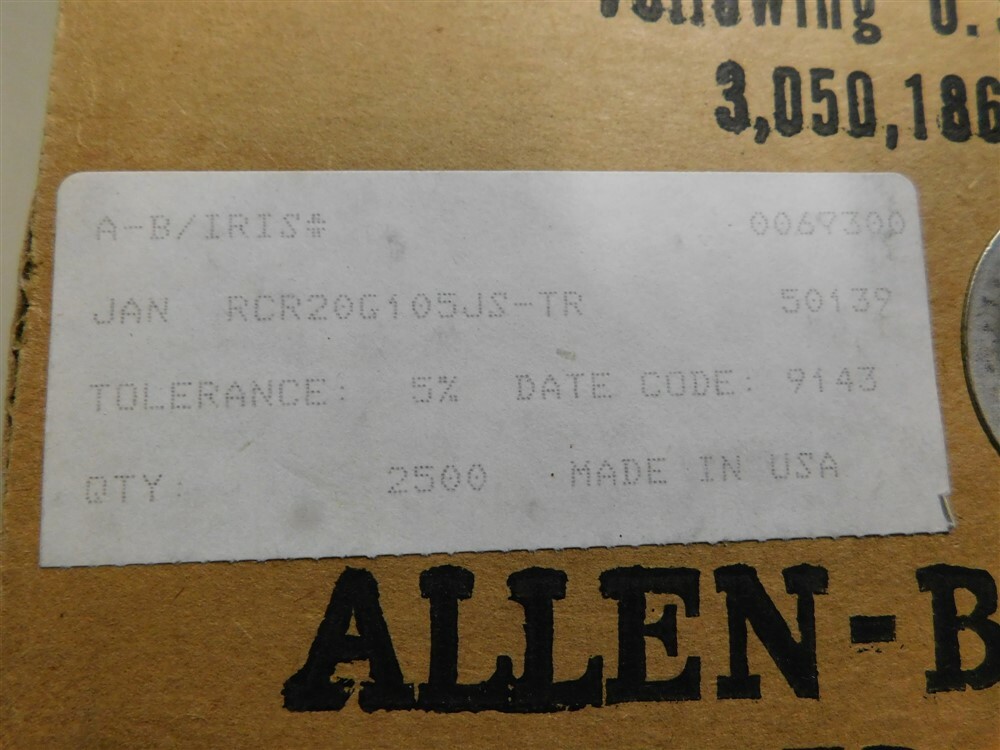 following U.
3,050,186
A-B/IRIS# 0069300
JAN RCR20G105JS-TR 50139
TOLERANCE: 5% DATE CODE: 9143
QTY: 2500 MADE IN USA
ALLEN-B